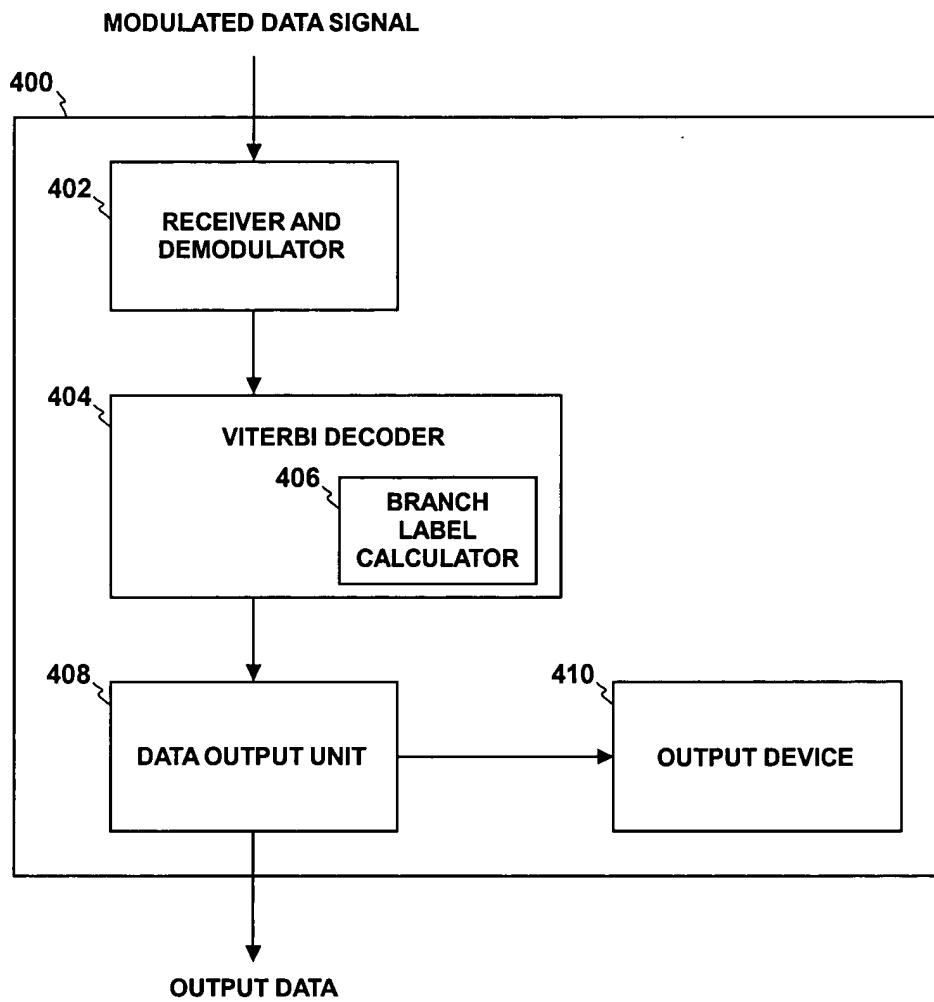 MODULATED DATA SIGNAL
400
402
RECEIVER AND
DEMODULATOR
404
VITERBI DECODER
406
BRANCH
LABEL
CALCULATOR
408
DATA OUTPUT UNIT
410
OUTPUT DEVICE
OUTPUT DATA